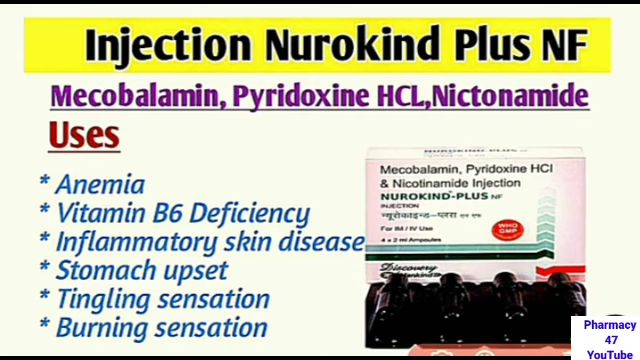 Injection Nurokind Plus NF
Mecobalamin, Pyridoxine HCL,Nictonamide
Uses
* Anemia
* Vitamin B6 Deficiency
* Inflammatory skin disease
* Stomach upset
* Tingling sensation
* Burning sensation
Mecobalamin, Pyridoxine HCl
& Nicotinamide Injection
NUROKIND®-PLUS NF
INJECTION
For IM / IV Use
4 x 2 ml Ampoules
WHO
GMP
Discovery
Mankind
Pharmacy
47
YouTube